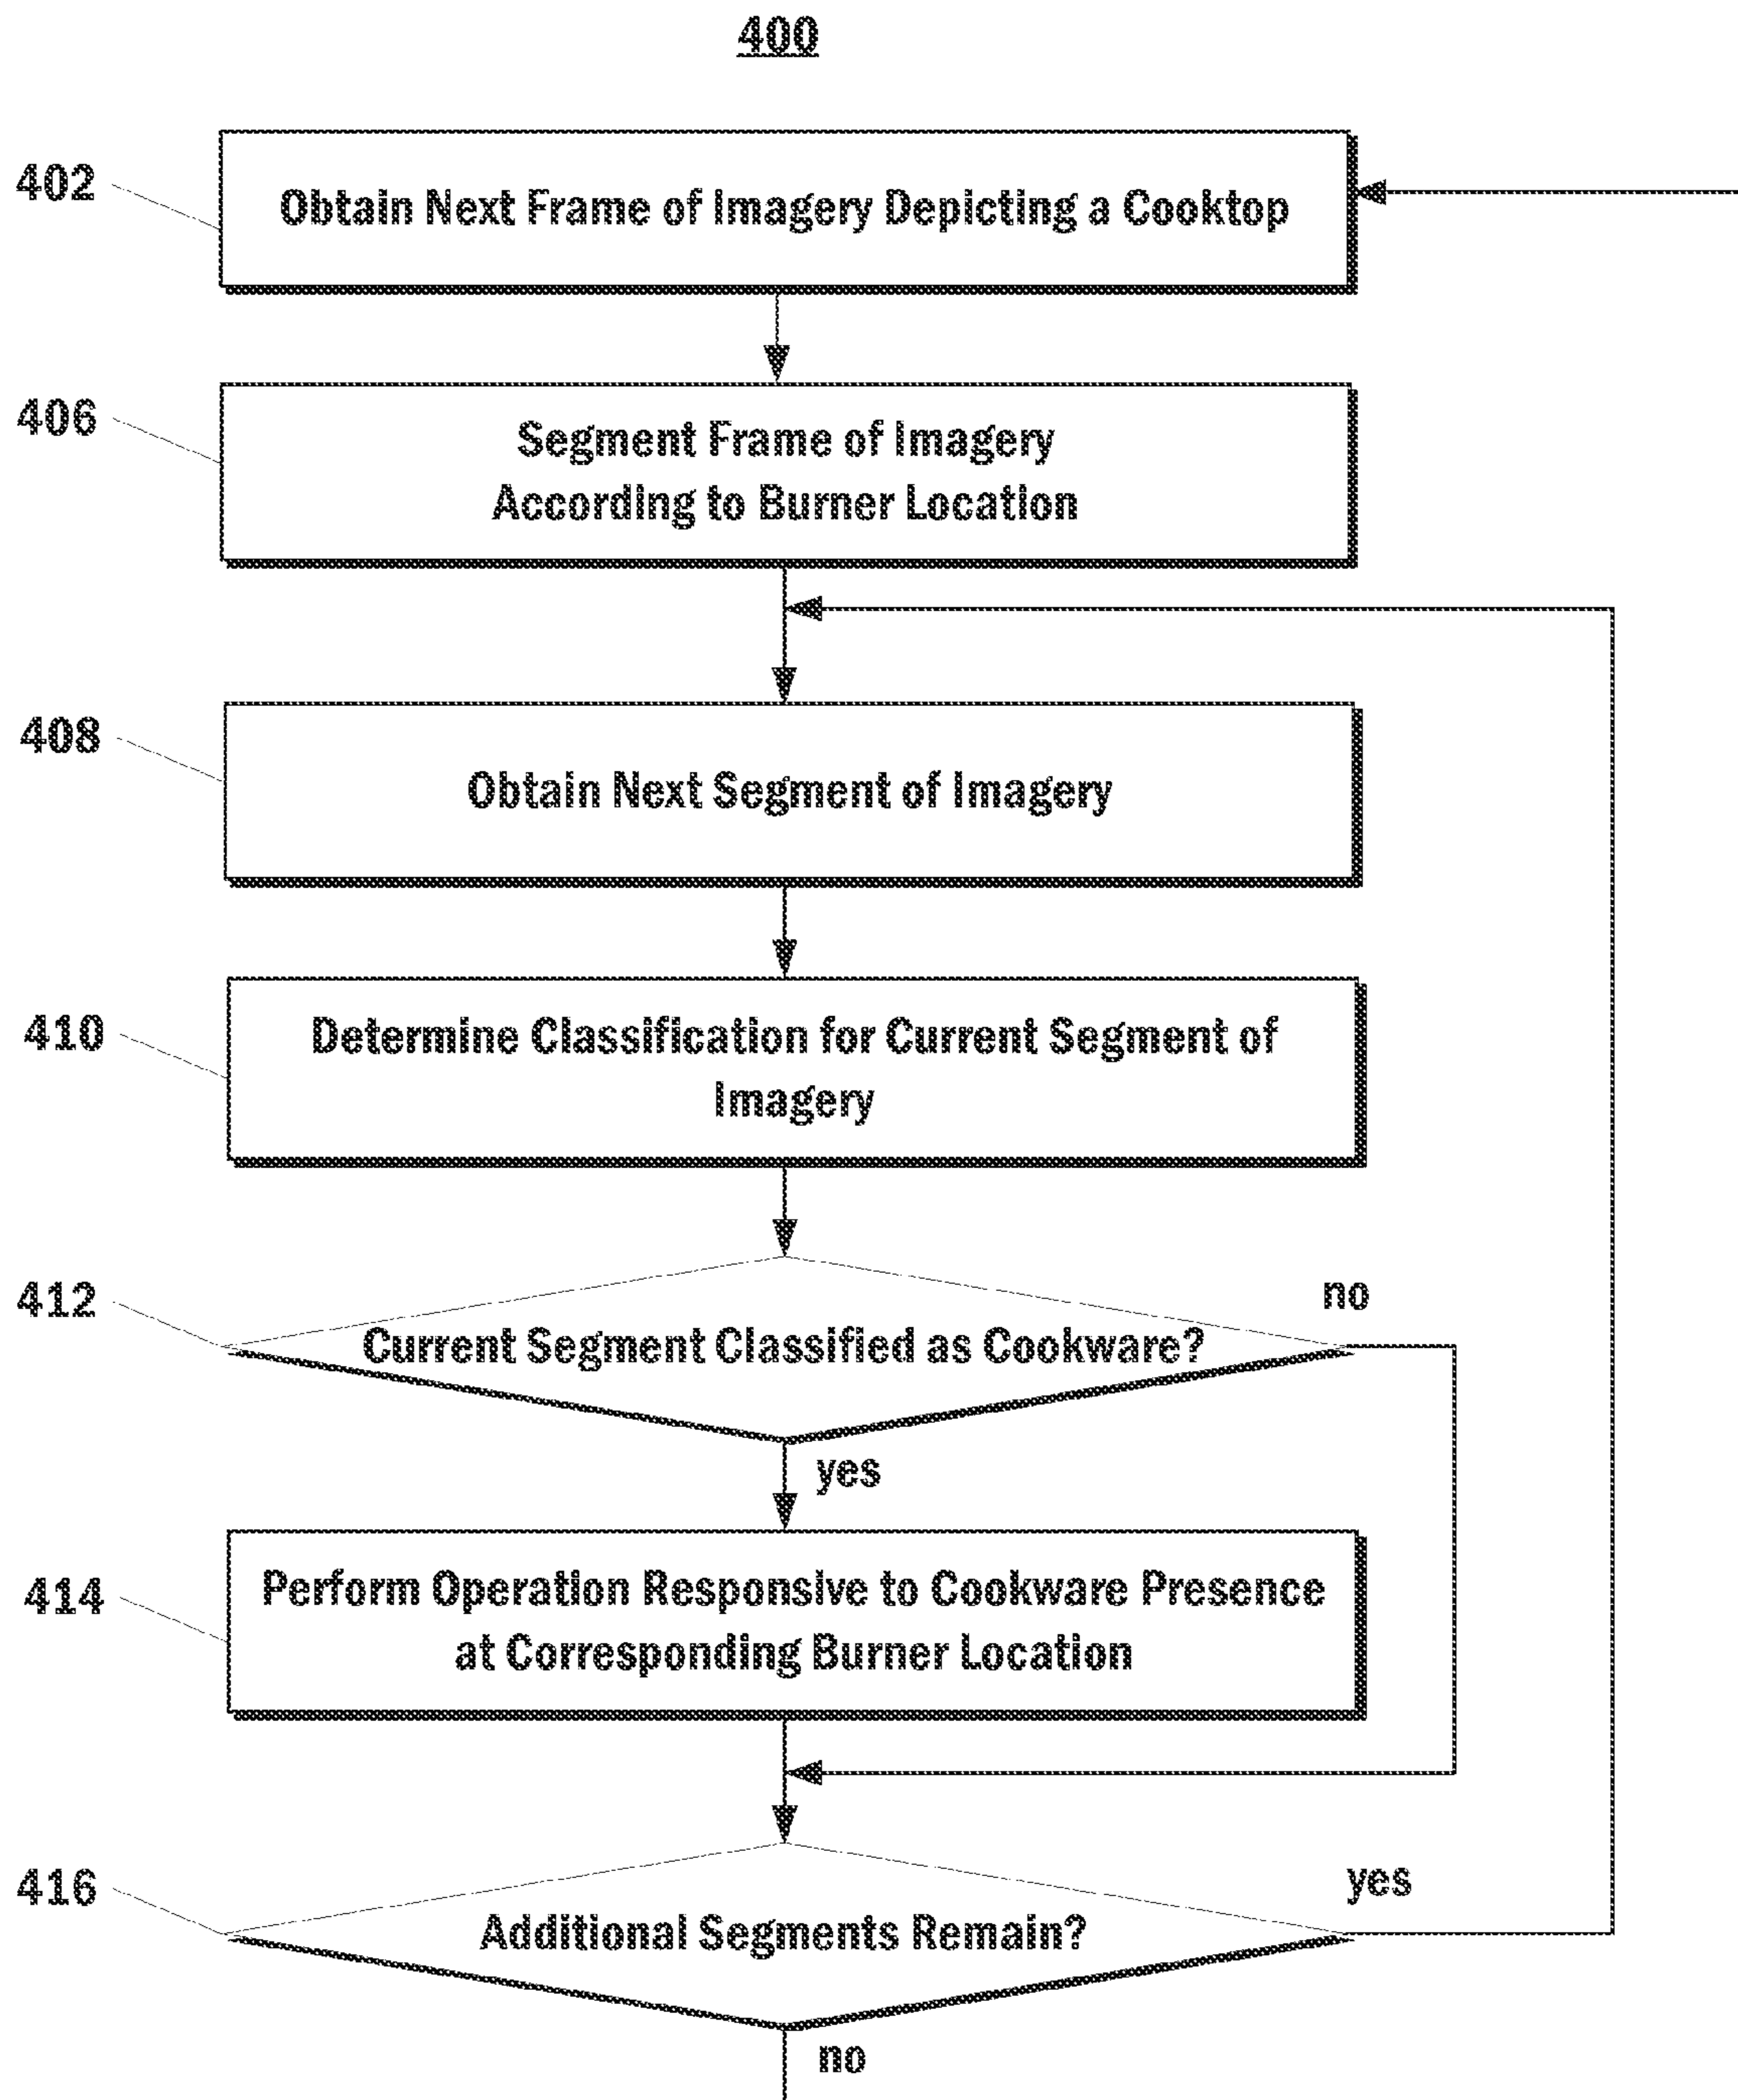 400
402
Obtain Next Frame of Imagery Depicting a Cooktop
406
Segment Frame of Imagery
According to Burner Location
408
Obtain Next Segment of Imagery
410
Determine Classification for Current Segment of
Imagery
412
no
Current Segment Classified as Cookware?
yes
414
Perform Operation Responsive to Cookware Presence
at Corresponding Burner Location
416
yes
Additional Segments Remain?
no